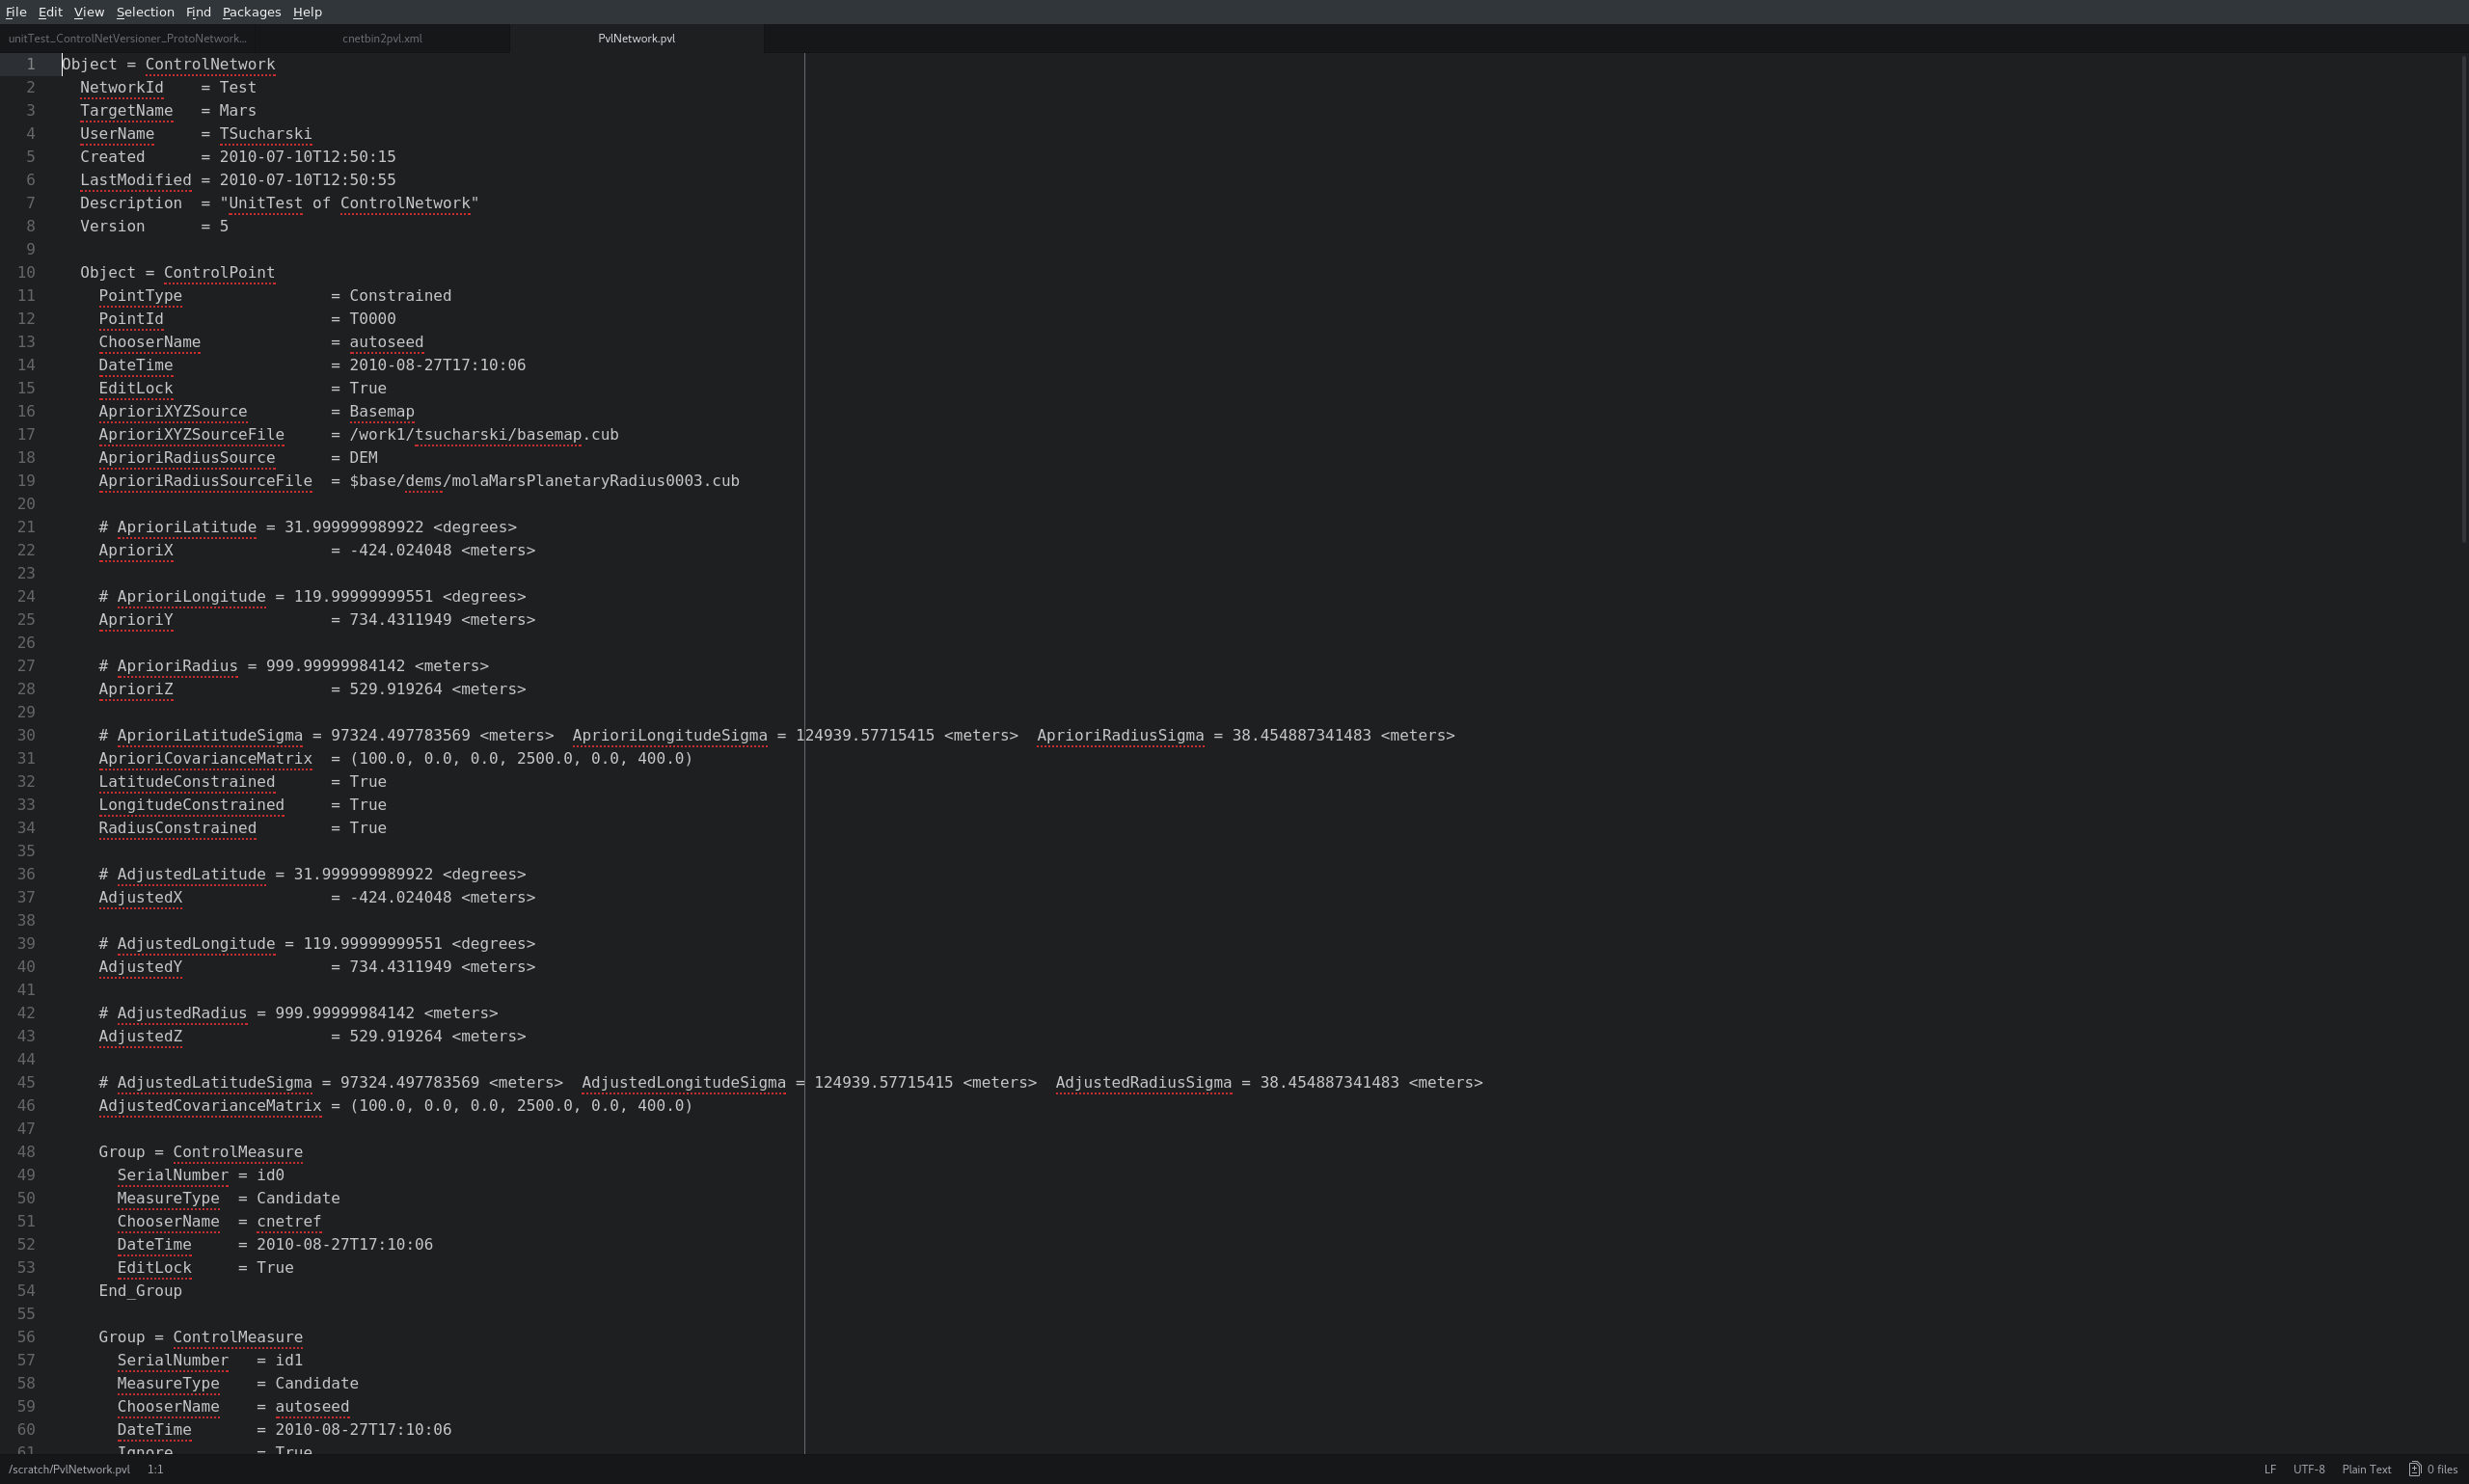 File Edit View Selection Find Packages Help
unitTest_ControlNetVersioner_ProtoNetwork... cnetbin2pvl.xml PvlNetwork.pvl
1 Object = ControlNetwork
2 NetworkId = Test
3 TargetName = Mars
4 UserName = TSucharski
5 Created = 2010-07-10T12:50:15
6 LastModified = 2010-07-10T12:50:55
7 Description = "UnitTest of ControlNetwork"
8 Version = 5
9
10 Object = ControlPoint
11 PointType = Constrained
12 PointId = T0000
13 ChooserName = autoseed
14 DateTime = 2010-08-27T17:10:06
15 EditLock = True
16 AprioriXYZSource = Basemap
17 AprioriXYZSourceFile = /work1/tsucharski/basemap.cub
18 AprioriRadiusSource = DEM
19 AprioriRadiusSourceFile = $base/dems/molaMarsPlanetaryRadius0003.cub
20
21 # AprioriLatitude = 31.999999989922 <degrees>
22 AprioriX = -424.024048 <meters>
23
24 # AprioriLongitude = 119.99999999551 <degrees>
25 AprioriY = 734.4311949 <meters>
26
27 # AprioriRadius = 999.99999984142 <meters>
28 AprioriZ = 529.919264 <meters>
29
30 # AprioriLatitudeSigma = 97324.497783569 <meters> AprioriLongitudeSigma = 124939.57715415 <meters> AprioriRadiusSigma = 38.454887341483 <meters>
31 AprioriCovarianceMatrix = (100.0, 0.0, 0.0, 2500.0, 0.0, 400.0)
32 LatitudeConstrained = True
33 LongitudeConstrained = True
34 RadiusConstrained = True
35
36 # AdjustedLatitude = 31.999999989922 <degrees>
37 AdjustedX = -424.024048 <meters>
38
39 # AdjustedLongitude = 119.99999999551 <degrees>
40 AdjustedY = 734.4311949 <meters>
41
42 # AdjustedRadius = 999.99999984142 <meters>
43 AdjustedZ = 529.919264 <meters>
44
45 # AdjustedLatitudeSigma = 97324.497783569 <meters> AdjustedLongitudeSigma = 124939.57715415 <meters> AdjustedRadiusSigma = 38.454887341483 <meters>
46 AdjustedCovarianceMatrix = (100.0, 0.0, 0.0, 2500.0, 0.0, 400.0)
47
48 Group = ControlMeasure
49 SerialNumber = id0
50 MeasureType = Candidate
51 ChooserName = cnetref
52 DateTime = 2010-08-27T17:10:06
53 EditLock = True
54 End_Group
55
56 Group = ControlMeasure
57 SerialNumber = id1
58 MeasureType = Candidate
59 ChooserName = autoseed
60 DateTime = 2010-08-27T17:10:06
61 Ignore = True
/scratch/PvlNetwork.pvl 1:1 LF UTF-8 Plain Text 0 files